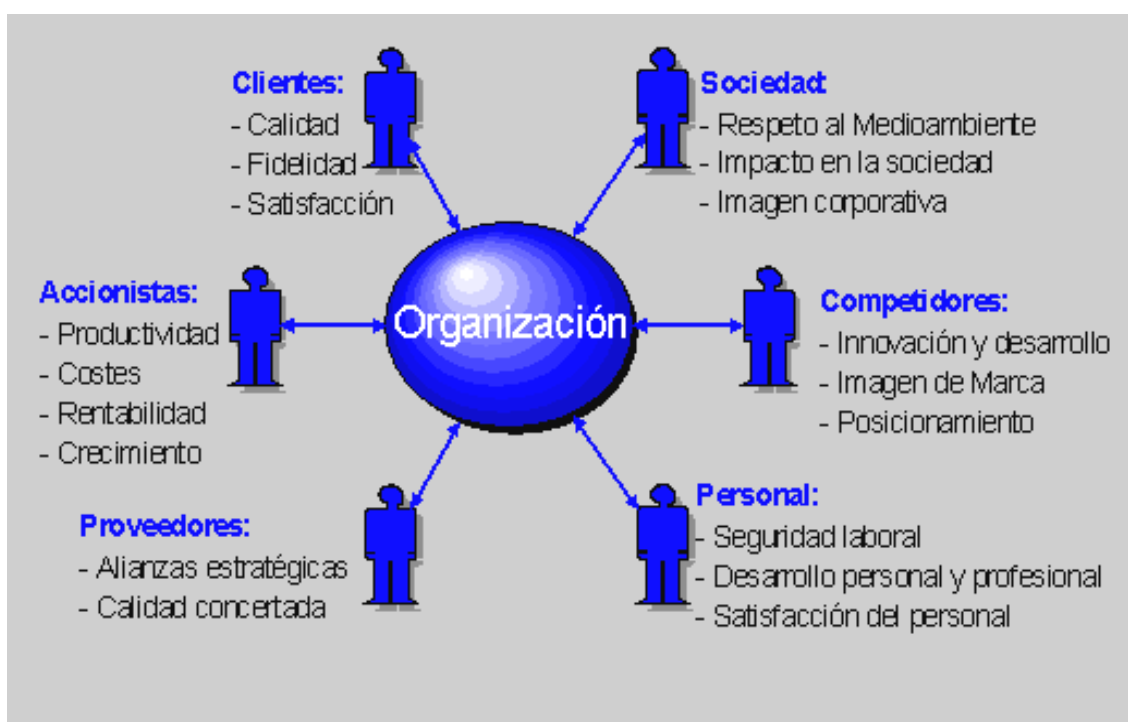 Clientes:
- Calidad
- Fidelidad
- Satisfacción
Sociedad:
- Respeto al Medioambiente
- Impacto en la sociedad
- Imagen corporativa
Accionistas:
- Productividad
- Costes
- Rentabilidad
- Crecimiento
Organización
Competidores:
- Innovación y desarrollo
- Imagen de Marca
- Posicionamiento
Proveedores:
- Alianzas estratégicas
- Calidad concertada
Personal:
- Seguridad laboral
- Desarrollo personal y profesional
- Satisfacción del personal